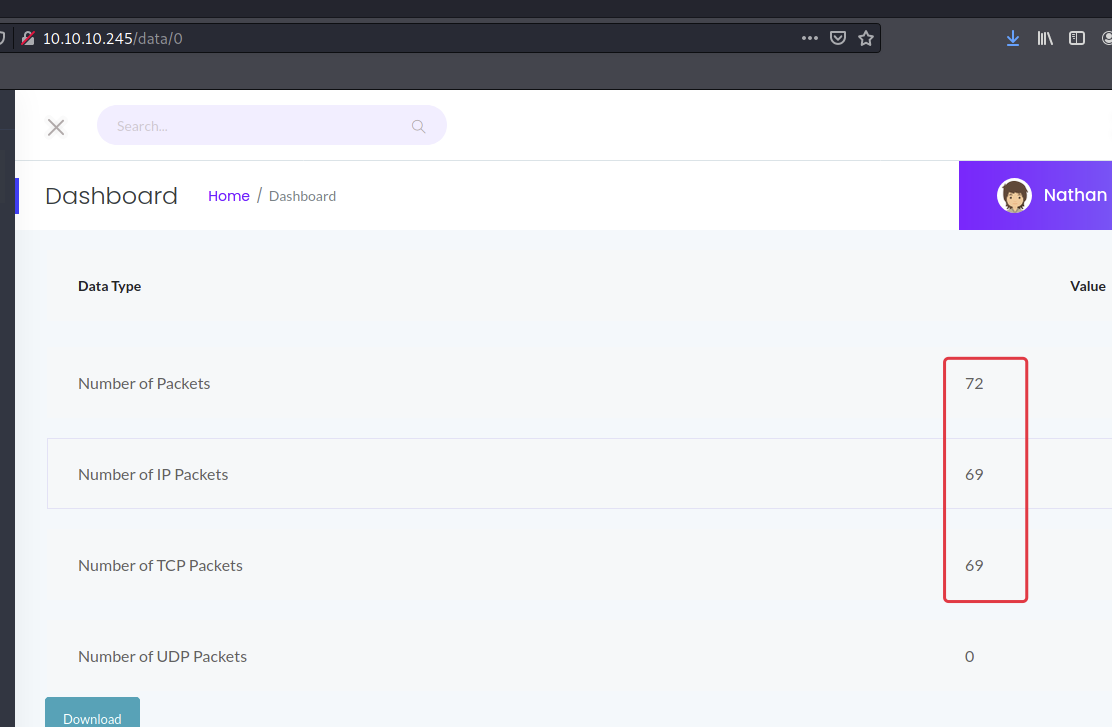 10.10.10.245/data/0
Search...
Dashboard Home / Dashboard
Nathan
Data Type Value
Number of Packets 72
Number of IP Packets 69
Number of TCP Packets 69
Number of UDP Packets 0
Download